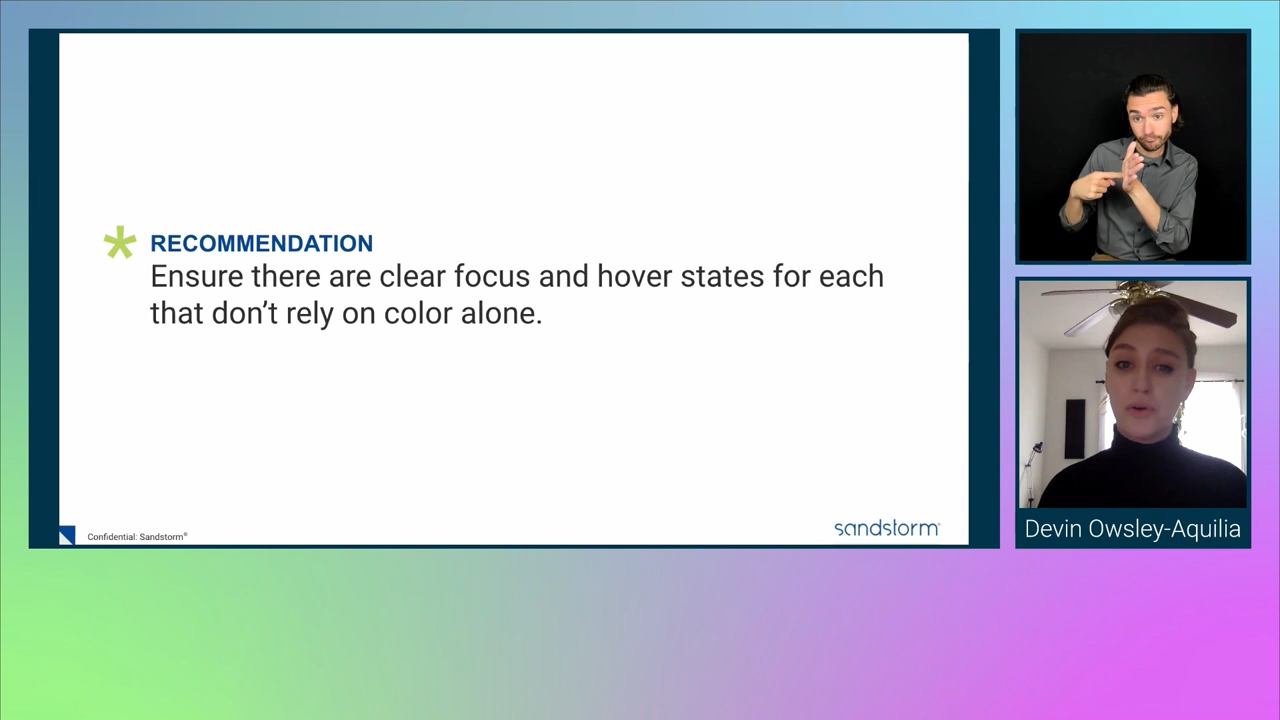 RECOMMENDATION
Ensure there are clear focus and hover states for each
that don’t rely on color alone.
Confidential: Sandstorm®
sandstorm®
Devin Owsley-Aquilia